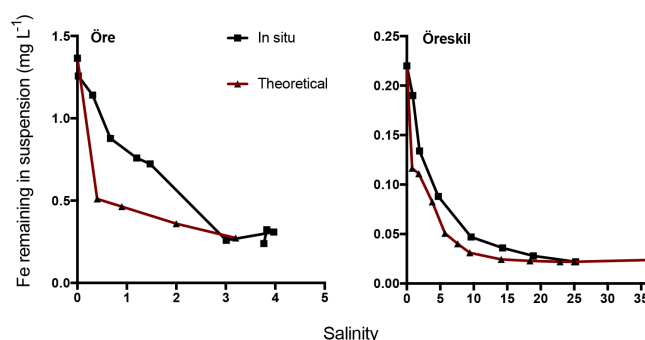 Öre
Öreskil
In situ
Theoretical
Fe remaining in suspension (mg L-1)
1.5
1.0
0.5
0.0
0 1 2 3 4 5
0.25
0.20
0.15
0.10
0.05
0.00
0 5 10 15 20 25 30 35
Salinity